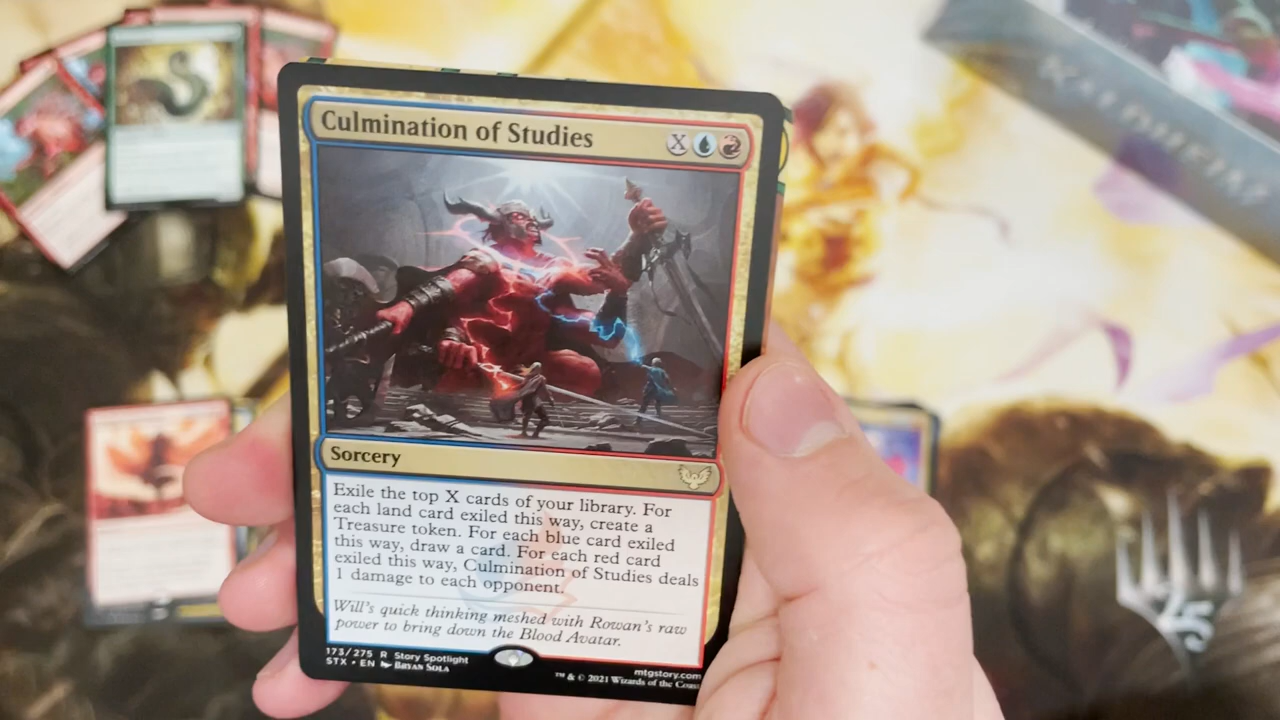 Culmination of Studies X
Sorcery
Exile the top X cards of your library. For
each land card exiled this way, create a
Treasure token. For each blue card exiled
this way, draw a card. For each red card
exiled this way, Culmination of Studies deals
1 damage to each opponent.
Will's quick thinking meshed with Rowan's raw
power to bring down the Blood Avatar.
173/275 R Story Spotlight
STX • EN Bryan Sola
mtgstory.com
™ & © 2021 Wizards of the Coas
KALDHEIM
25